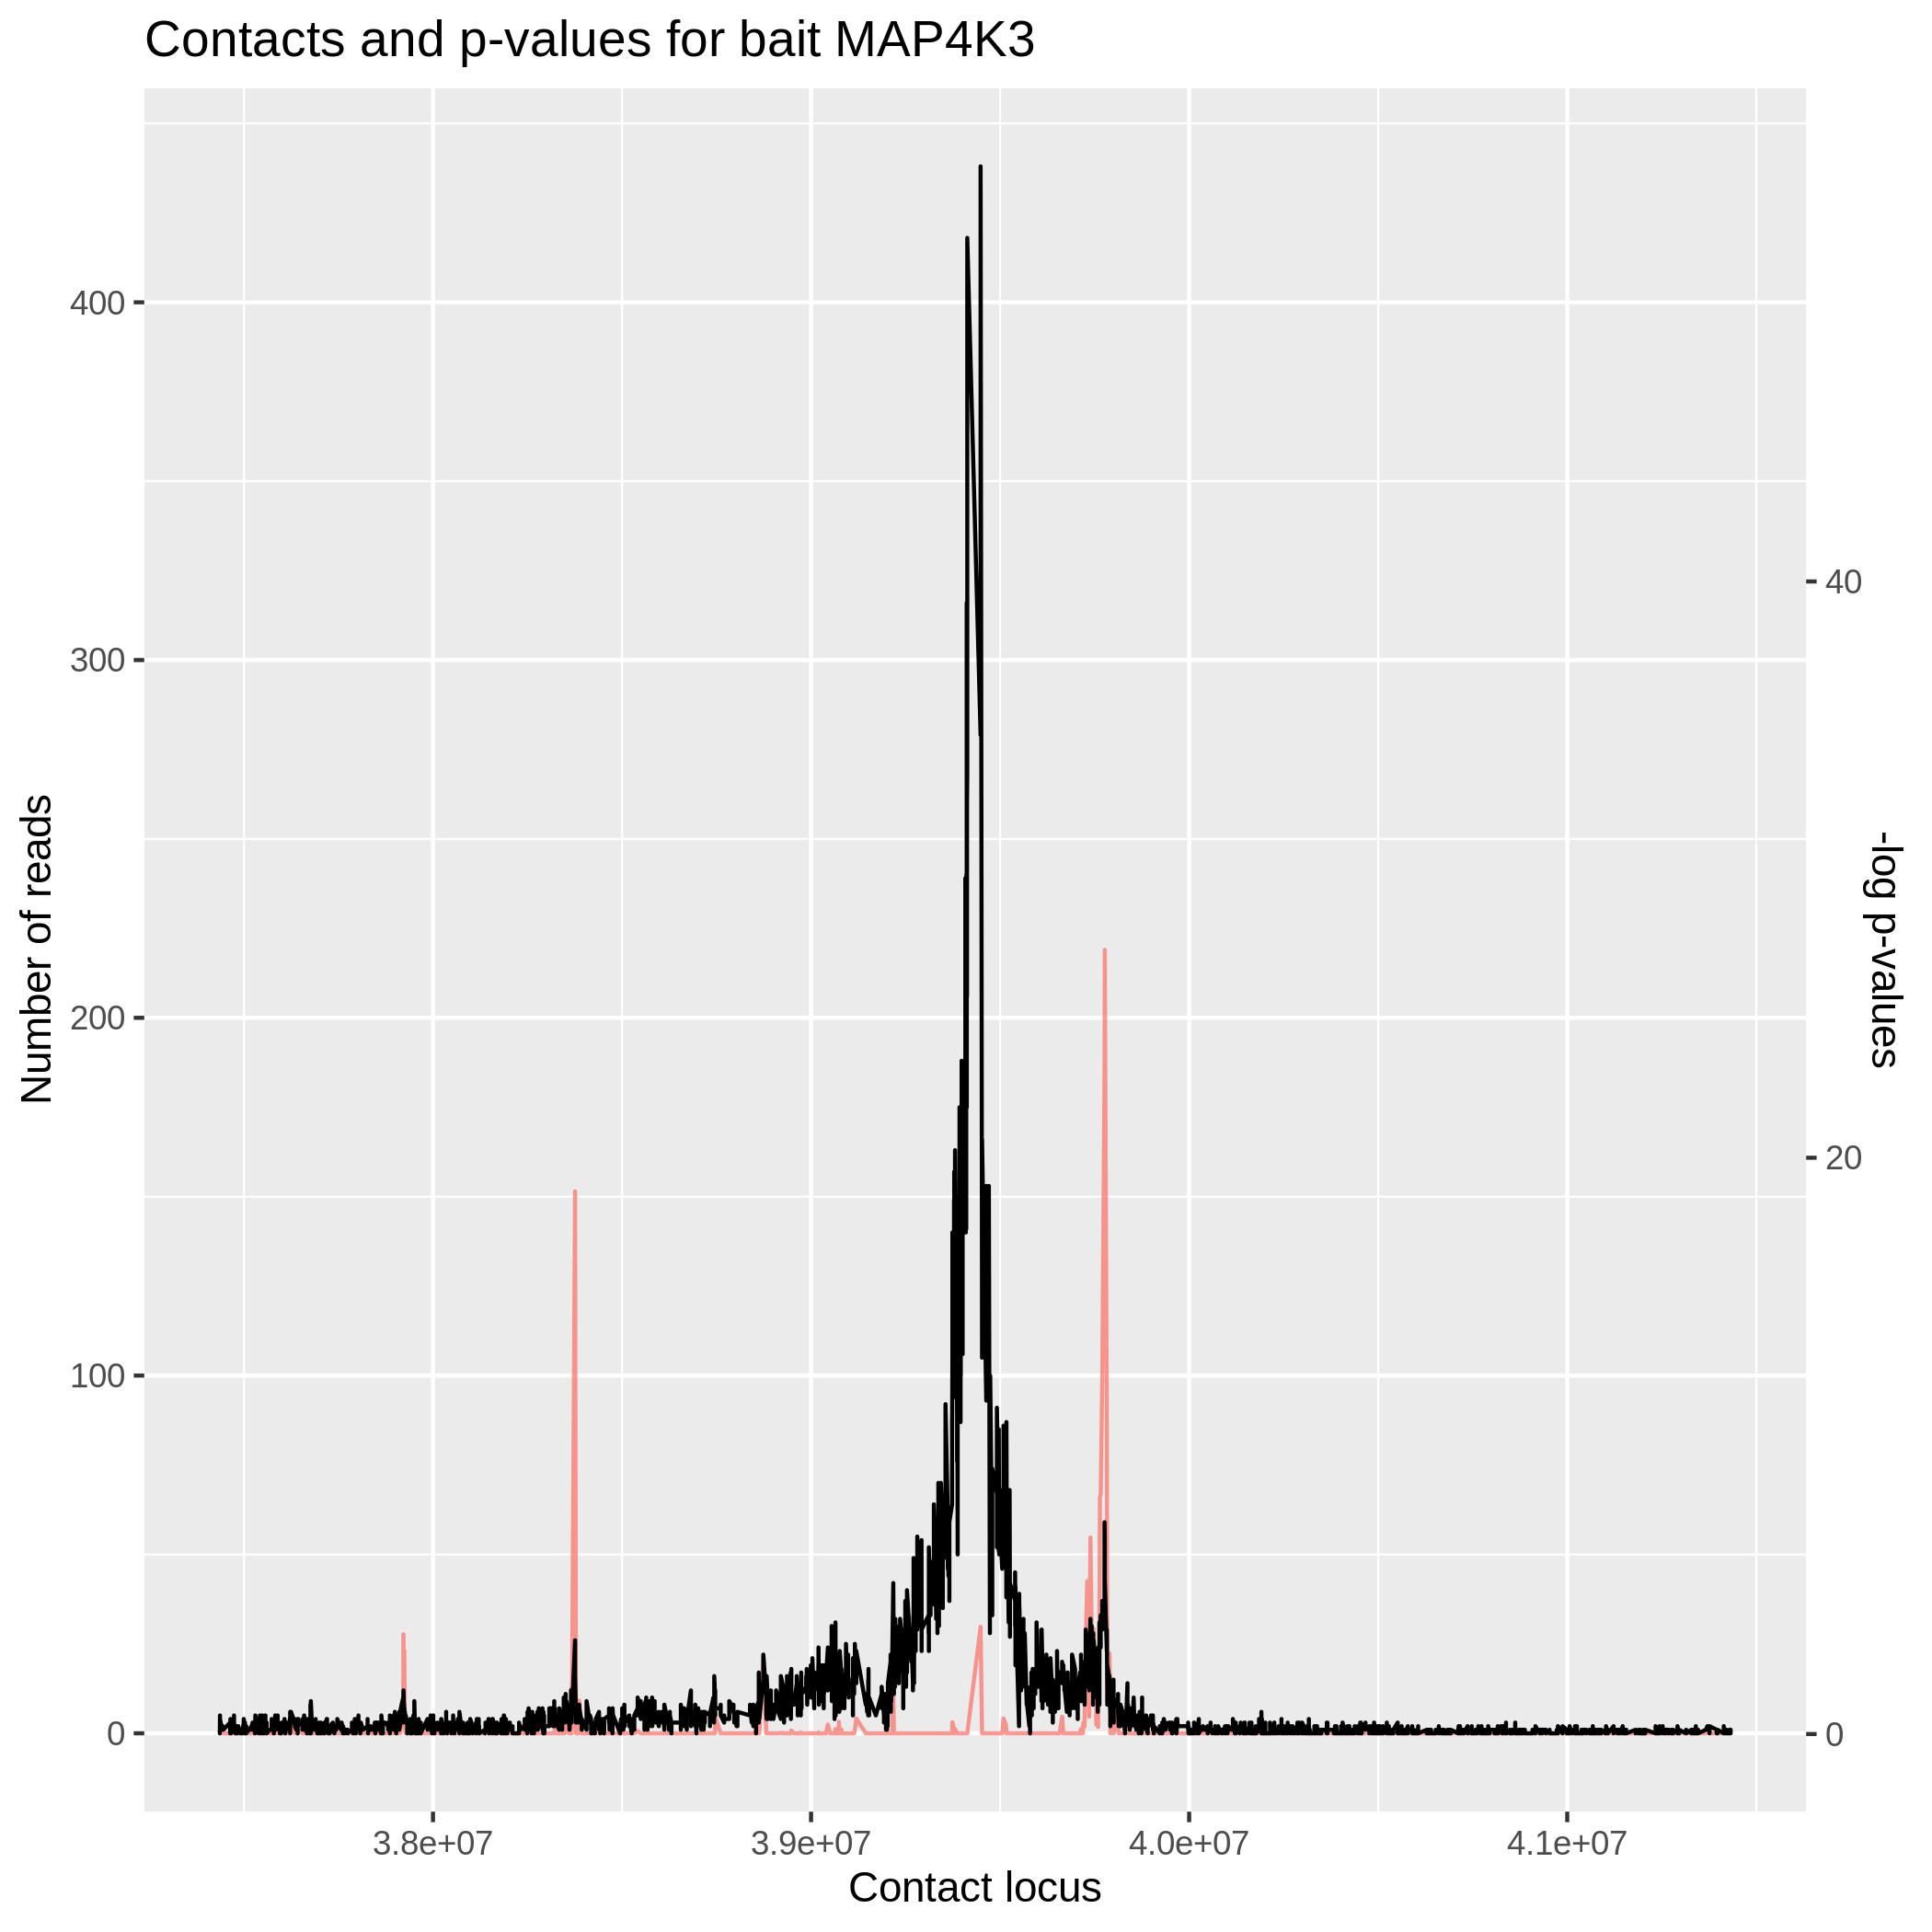 Contacts and p-values for bait MAP4K3
400
300
200
100
0
Number of reads
40
20
0
-log p-values
3.8e+07
3.9e+07
4.0e+07
4.1e+07
Contact locus